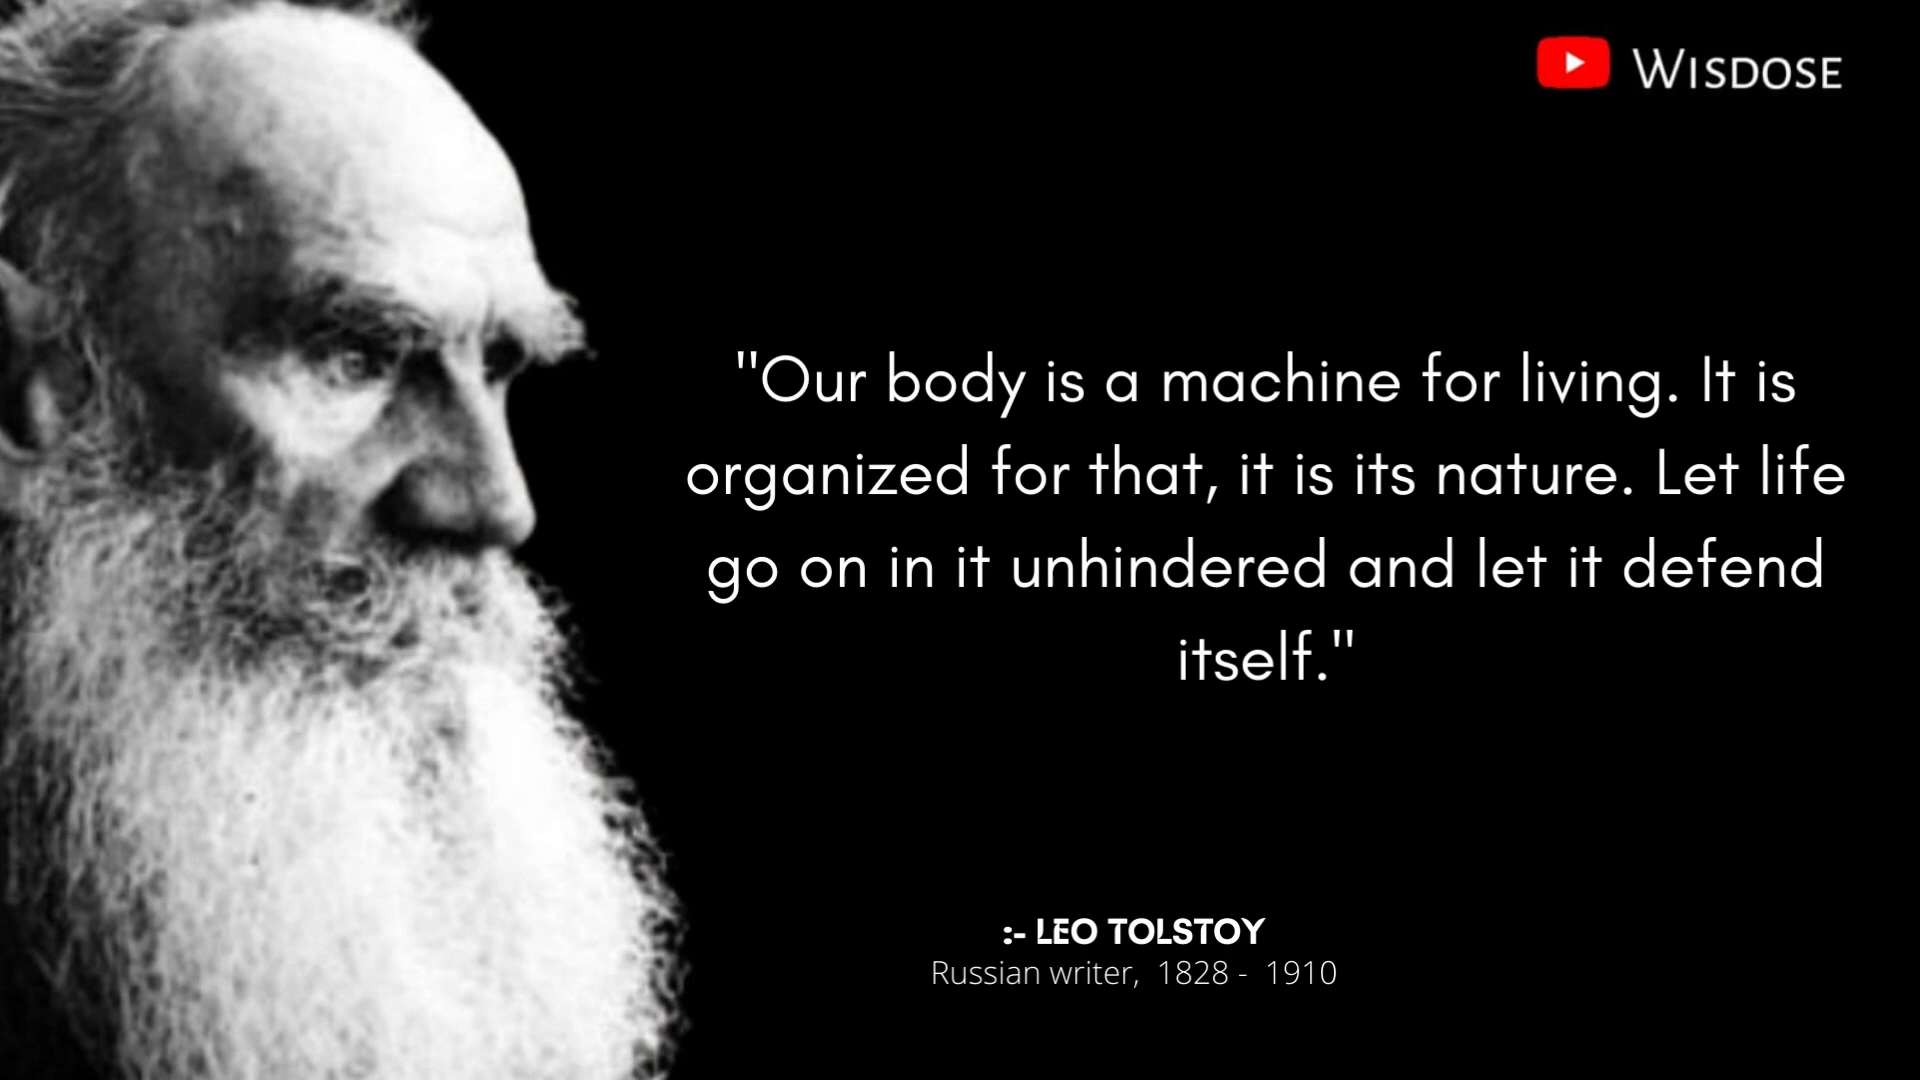 WISDOSE
"Our body is a machine for living. It is
organized for that, it is its nature. Let life
go on in it unhindered and let it defend
itself."
:- LEO TOLSTOY
Russian writer, 1828 - 1910